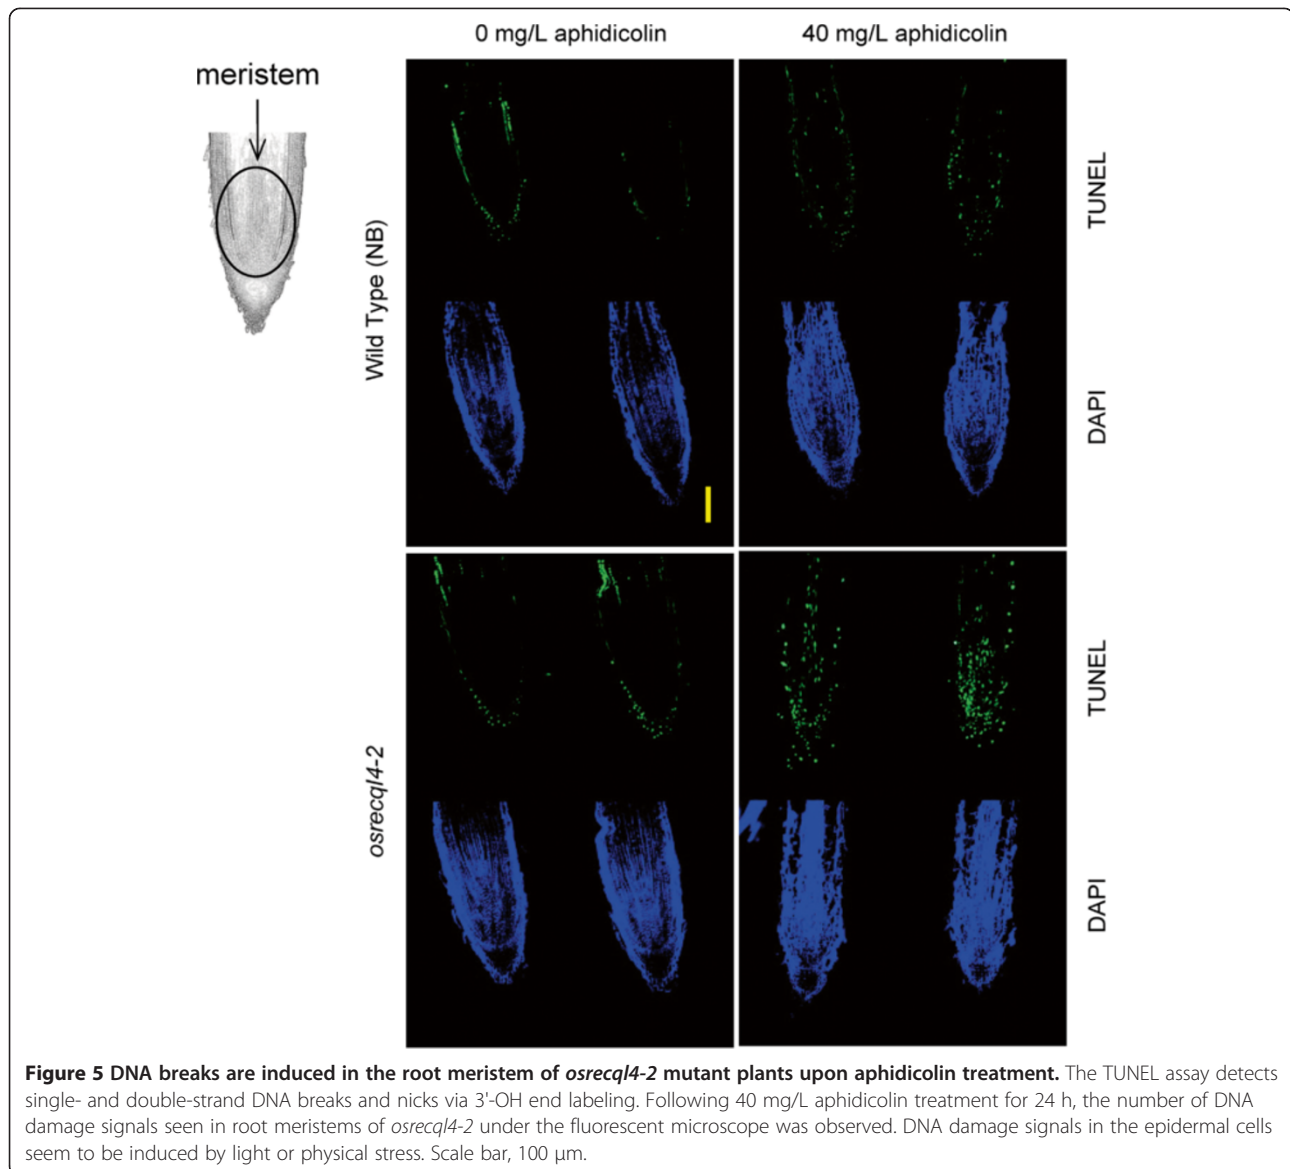 0 mg/L aphidicolin
40 mg/L aphidicolin
meristem
Wild Type (NB)
TUNEL
DAPI
osrecql4-2
TUNEL
DAPI
Figure 5 DNA breaks are induced in the root meristem of osrecql4-2 mutant plants upon aphidicolin treatment. The TUNEL assay detects
single- and double-strand DNA breaks and nicks via 3'-OH end labeling. Following 40 mg/L aphidicolin treatment for 24 h, the number of DNA
damage signals seen in root meristems of osrecql4-2 under the fluorescent microscope was observed. DNA damage signals in the epidermal cells
seem to be induced by light or physical stress. Scale bar, 100 μm.